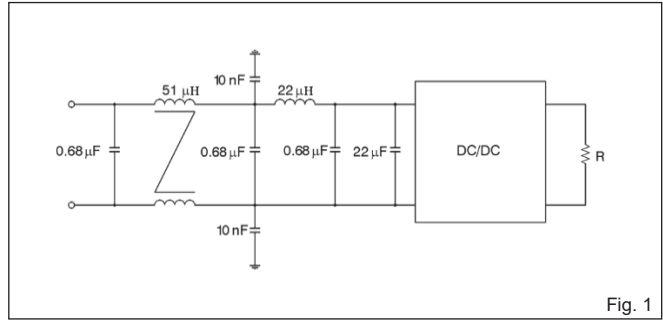 10 nF
51 µH
22 µH
0.68 µF
0.68 µF
0.68 µF
22 µF
DC/DC
R
10 nF
Fig. 1